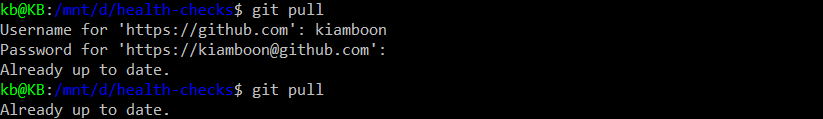 kb@KB:/mnt/d/health-checks$ git pull
Username for 'https://github.com': kiamboon
Password for 'https://kiamboon@github.com':
Already up to date.
kb@KB:/mnt/d/health-checks$ git pull
Already up to date.